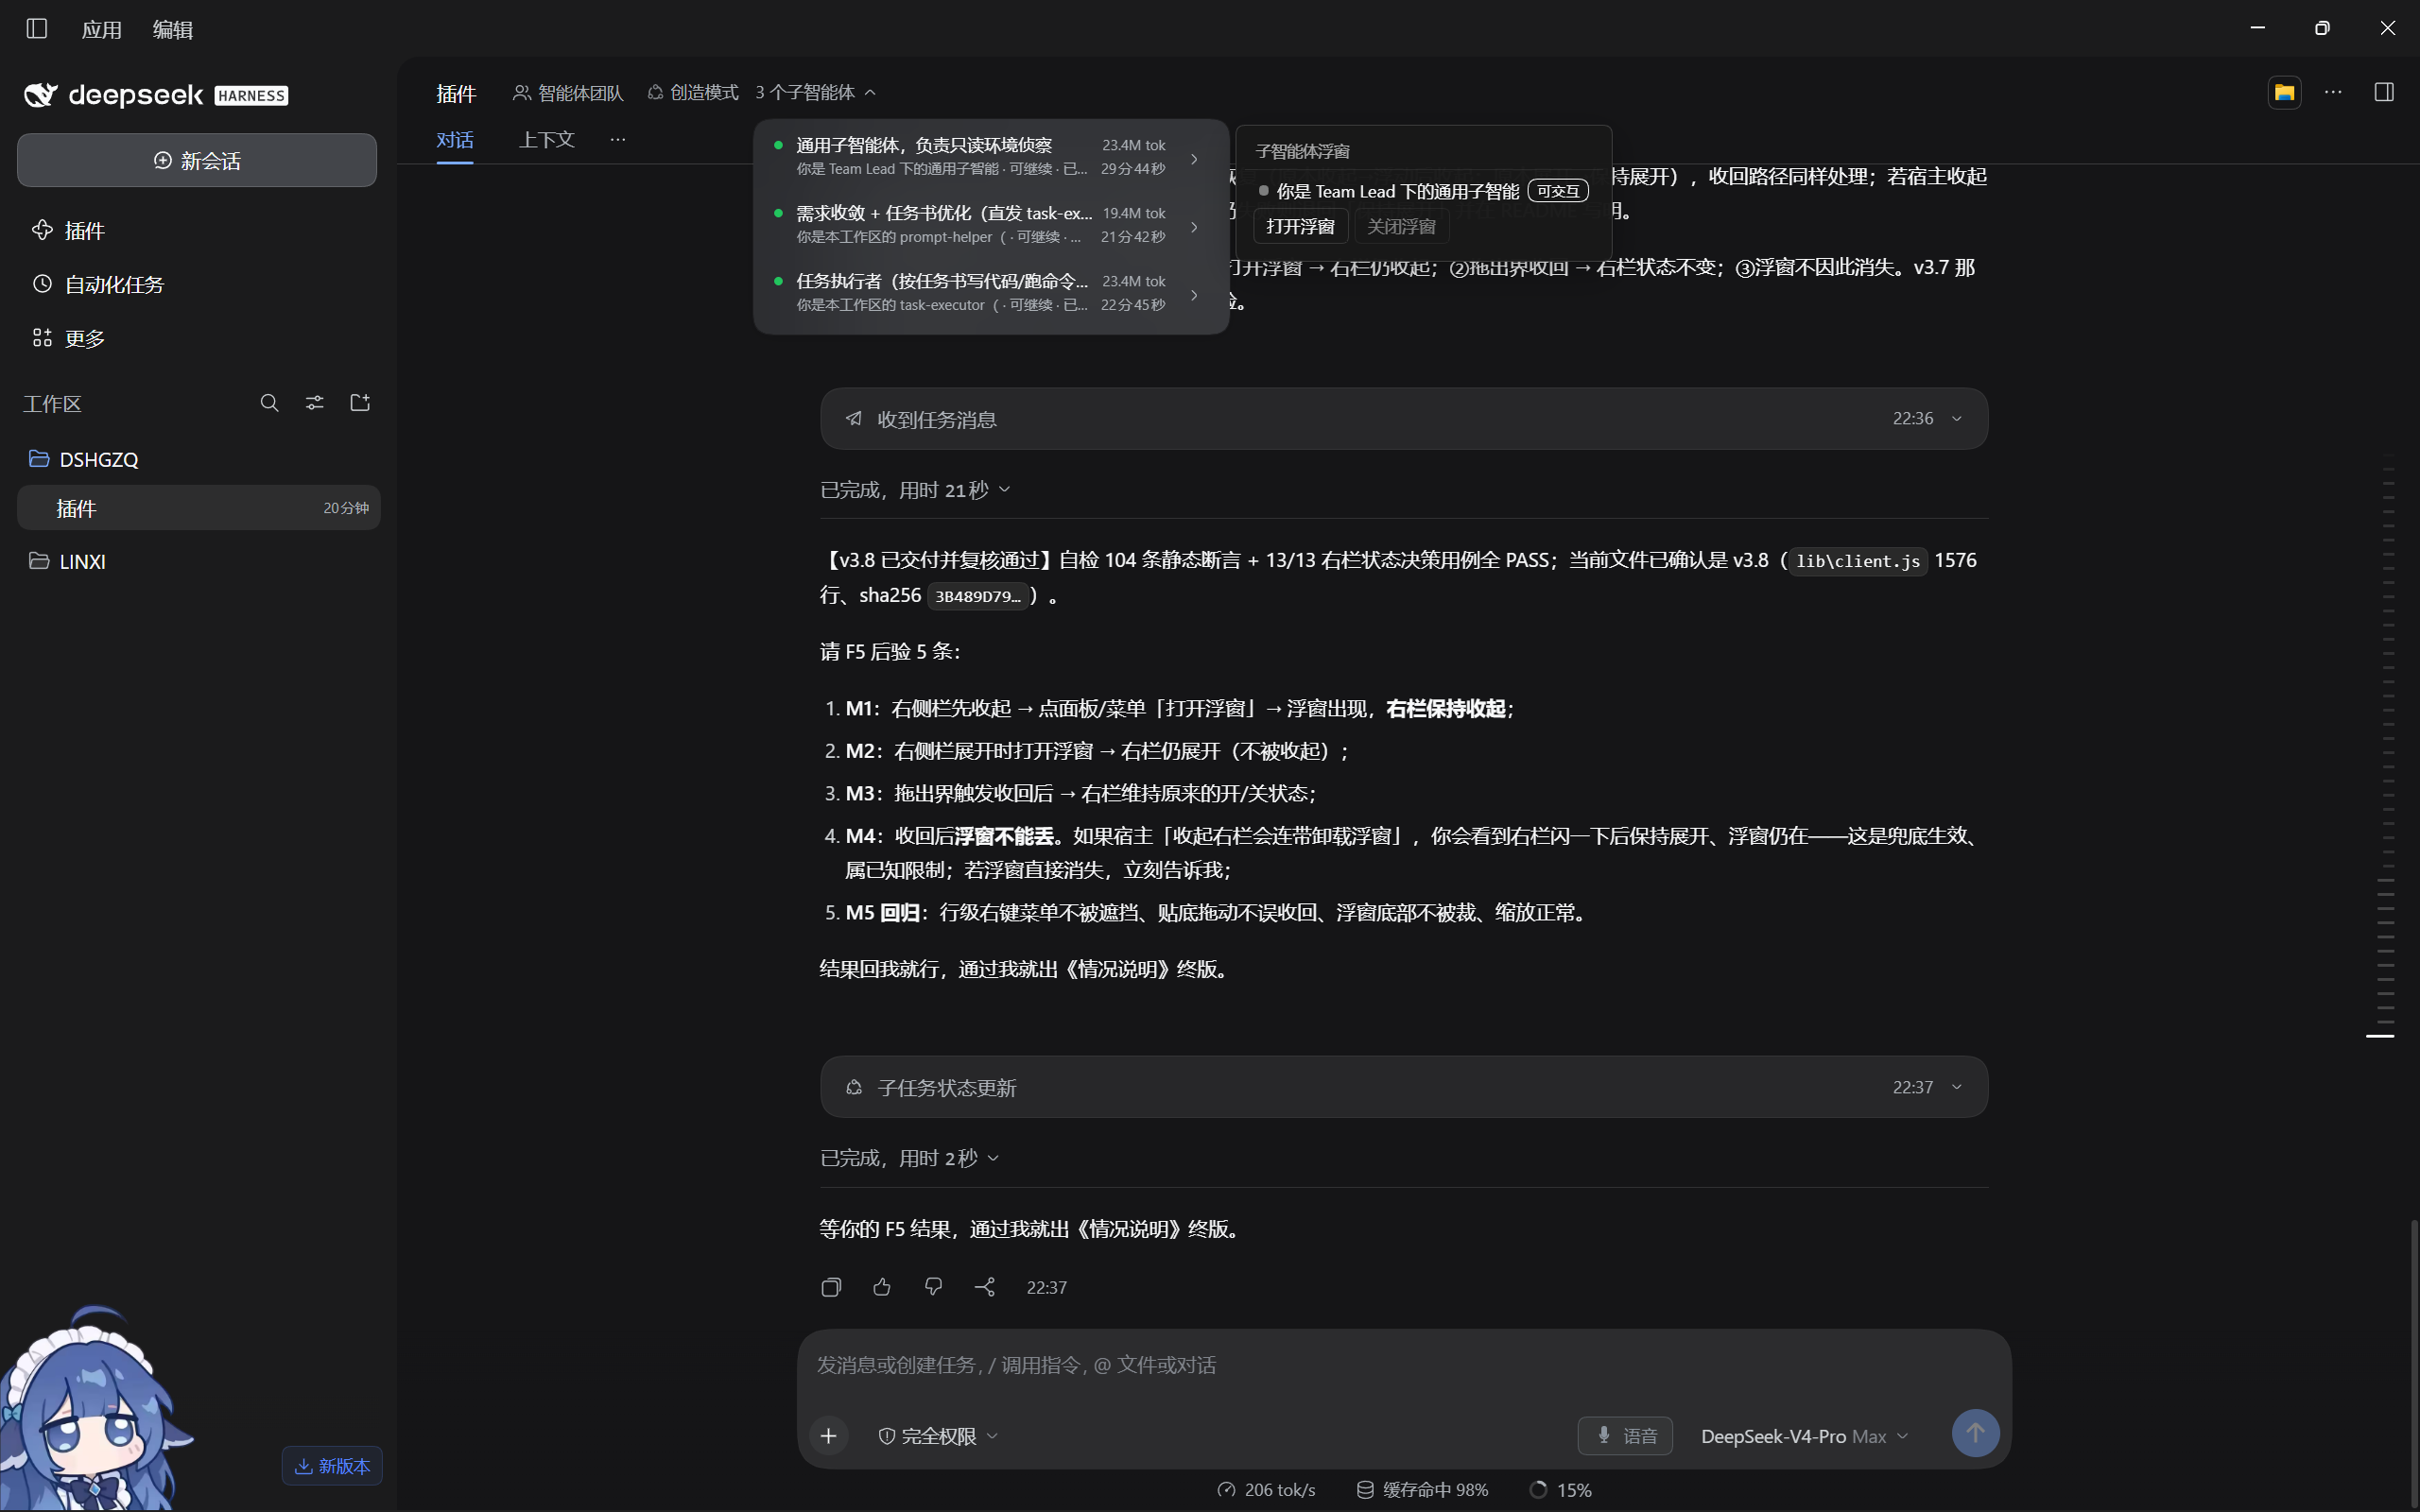 应用 编辑
deepseek HARNESS
新会话
插件
自动化任务
更多
工作区
DSHGZQ
插件 20分钟
LINXI
新版本
插件 智能体团队 创造模式 3 个子智能体
对话 上下文 ···
通用子智能体，负责只读环境侦察 23.4M tok
你是 Team Lead 下的通用子智能 · 可继续 · 已... 29分44秒
需求收敛 + 任务书优化（直发 task-ex... 19.4M tok
你是本工作区的 prompt-helper（ · 可继续 · ... 21分42秒
任务执行者（按任务书写代码/跑命令... 23.4M tok
你是本工作区的 task-executor（ · 可继续 · 已... 22分45秒
子智能体浮窗
你是 Team Lead 下的通用子智能 可交互
打开浮窗 关闭浮窗
持展开），收回路径同样处理；若宿主收起
明。
打开浮窗 → 右栏仍收起；②拖出界收回 → 右栏状态不变；③浮窗不因此消失。v3.7 那
验。
收到任务消息 22:36
已完成，用时 21秒
【v3.8 已交付并复核通过】自检 104 条静态断言 + 13/13 右栏状态决策用例全 PASS；当前文件已确认是 v3.8（ lib\client.js 1576
行、sha256 3B489D79… ）。
请 F5 后验 5 条：
1. M1：右侧栏先收起 → 点面板/菜单「打开浮窗」→ 浮窗出现，右栏保持收起；
2. M2：右侧栏展开时打开浮窗 → 右栏仍展开（不被收起）；
3. M3：拖出界触发收回后 → 右栏维持原来的开/关状态；
4. M4：收回后浮窗不能丢。如果宿主「收起右栏会连带卸载浮窗」，你会看到右栏闪一下后保持展开、浮窗仍在——这是兜底生效、
属已知限制；若浮窗直接消失，立刻告诉我；
5. M5 回归：行级右键菜单不被遮挡、贴底拖动不误收回、浮窗底部不被裁、缩放正常。
结果回我就行，通过我就出《情况说明》终版。
子任务状态更新 22:37
已完成，用时 2秒
等你的 F5 结果，通过我就出《情况说明》终版。
22:37
发消息或创建任务, / 调用指令, @ 文件或对话
完全权限 语音 DeepSeek-V4-Pro Max
206 tok/s 缓存命中 98% 15%